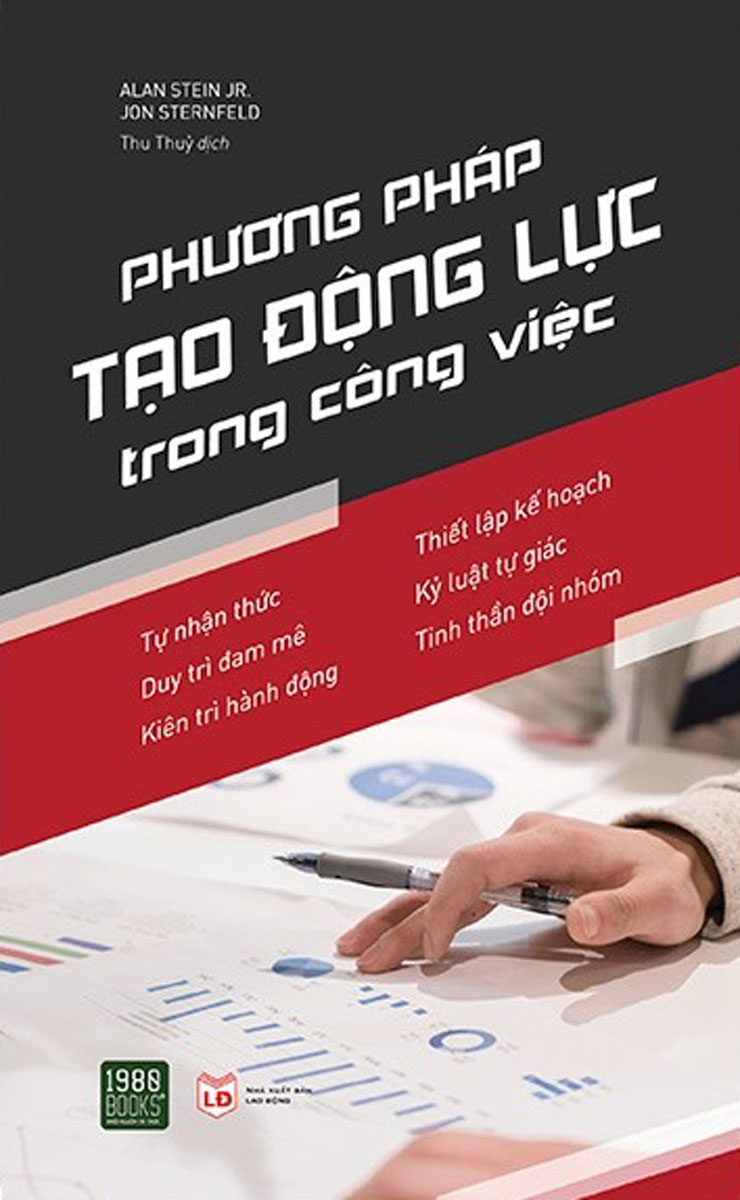 ALAN STEIN JR.
JON STERNFELD
Thu Thuỷ dịch
PHƯƠNG PHÁP
TẠO ĐỘNG LỰC
trong công việc
Tự nhận thức
Duy trì đam mê
Kiên trì hành động
Thiết lập kế hoạch
Kỷ luật tự giác
Tinh thần đội nhóm
1980
BOOKS
LĐ
NHÀ XUẤT BẢN
LAO ĐỘNG